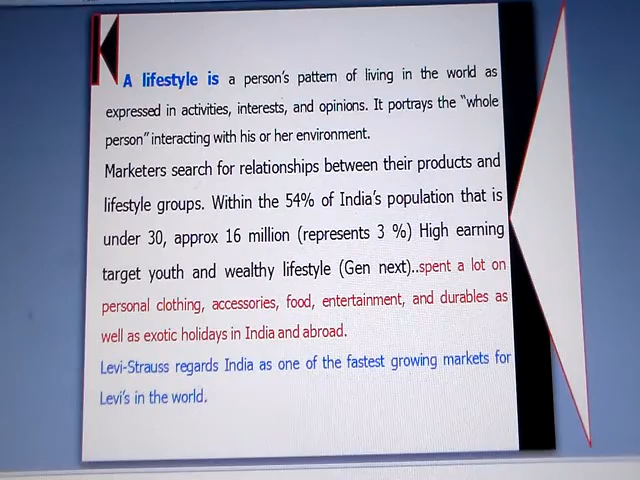 A lifestyle is a person's pattern of living in the world as
expressed in activities, interests, and opinions. It portrays the "whole
person" interacting with his or her environment.
Marketers search for relationships between their products and
lifestyle groups. Within the 54% of India's population that is
under 30, approx 16 million (represents 3 %) High earning
target youth and wealthy lifestyle (Gen next)..spent a lot on
personal clothing, accessories, food, entertainment, and durables as
well as exotic holidays in India and abroad.
Levi-Strauss regards India as one of the fastest growing markets for
Levi's in the world.